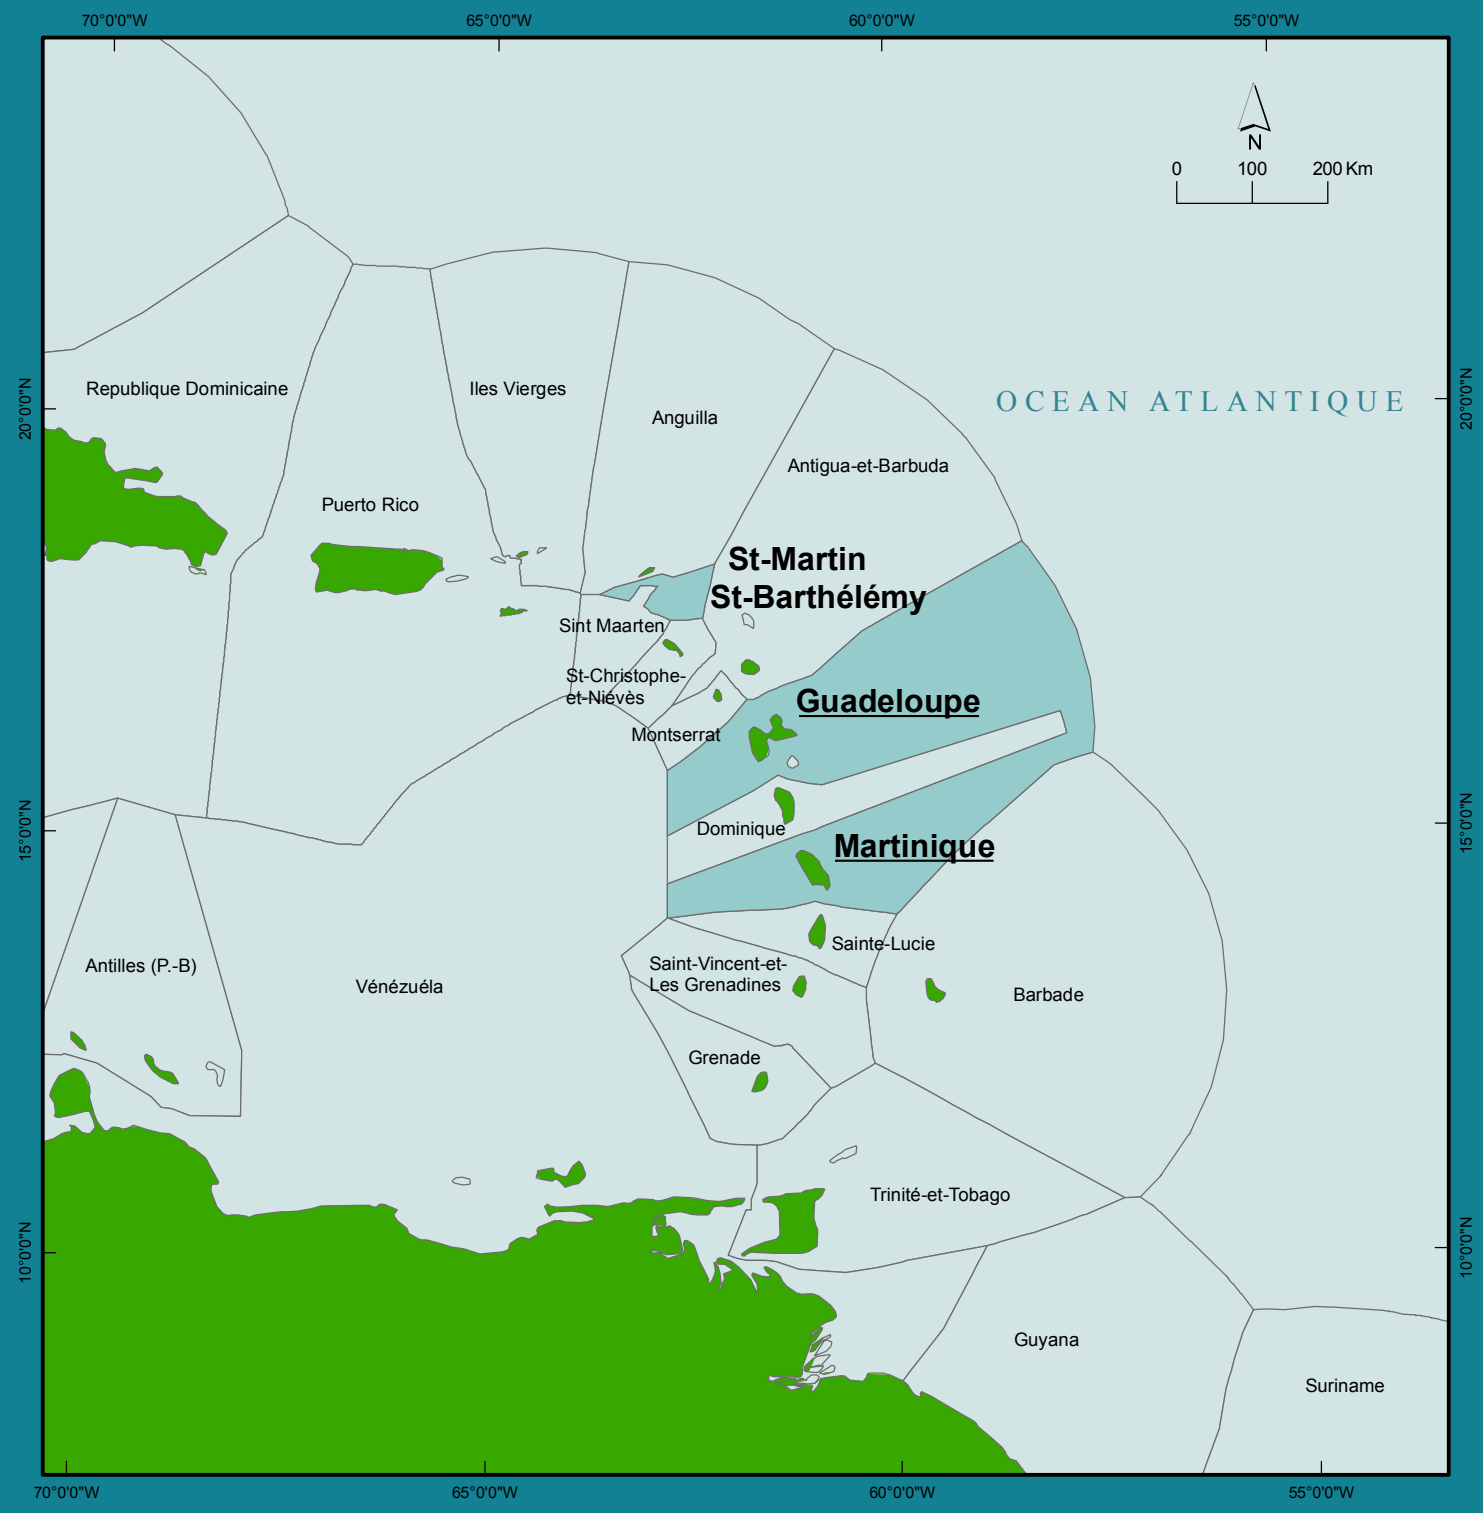 70°0'0"W 65°0'0"W 60°0'0"W 55°0'0"W
N
0 100 200 Km
20°0'0"N
20°0'0"N
Republique Dominicaine
Iles Vierges
OCEAN ATLANTIQUE
Anguilla
Antigua-et-Barbuda
Puerto Rico
St-Martin
St-Barthélémy
Sint Maarten
St-Christophe-
et-Niévès
Guadeloupe
Montserrat
15°0'0"N
15°0'0"N
Dominique
Martinique
Sainte-Lucie
Antilles (P.-B)
Saint-Vincent-et-
Les Grenadines
Vénézuéla
Barbade
Grenade
Trinité-et-Tobago
10°0'0"N
10°0'0"N
Guyana
Suriname
70°0'0"W 65°0'0"W 60°0'0"W 55°0'0"W